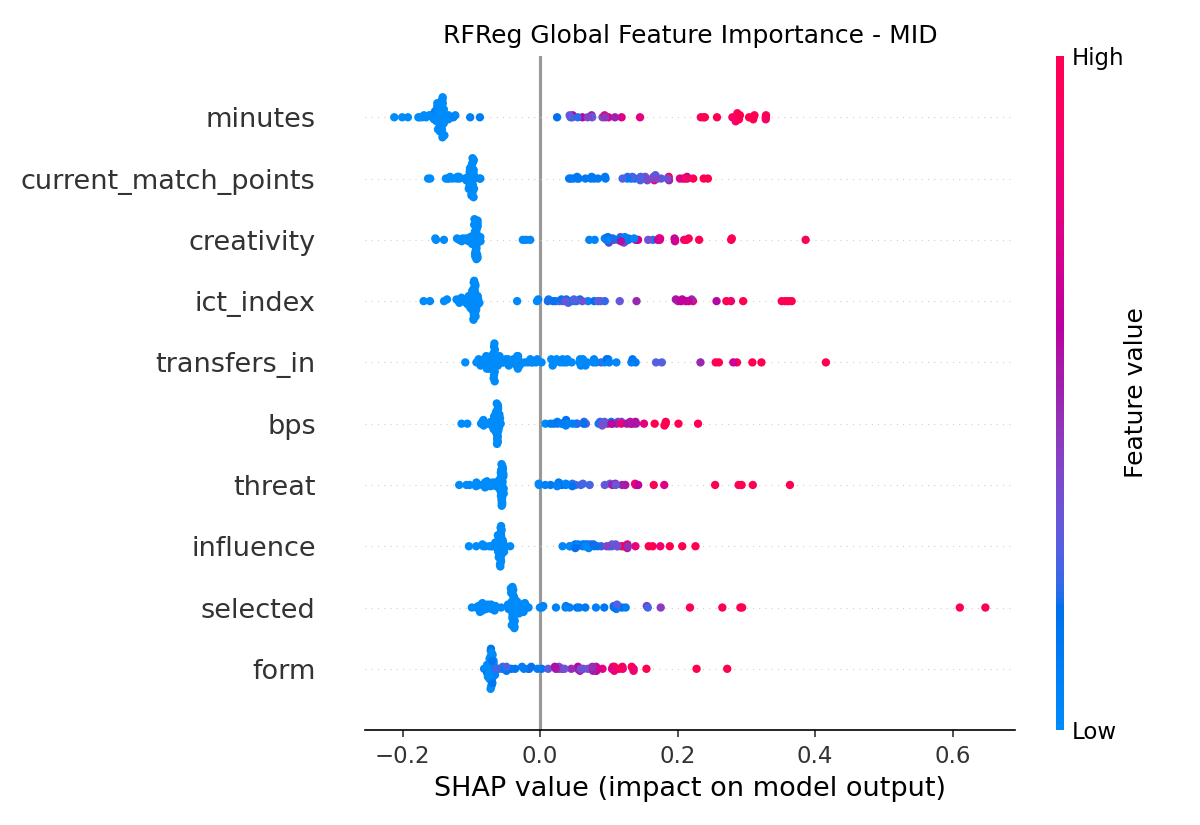 RFReg Global Feature Importance - MID
High
minutes
current_match_points
creativity
ict_index
transfers_in
bps
threat
influence
selected
form
Feature value
Low
−0.2 0.0 0.2 0.4 0.6
SHAP value (impact on model output)